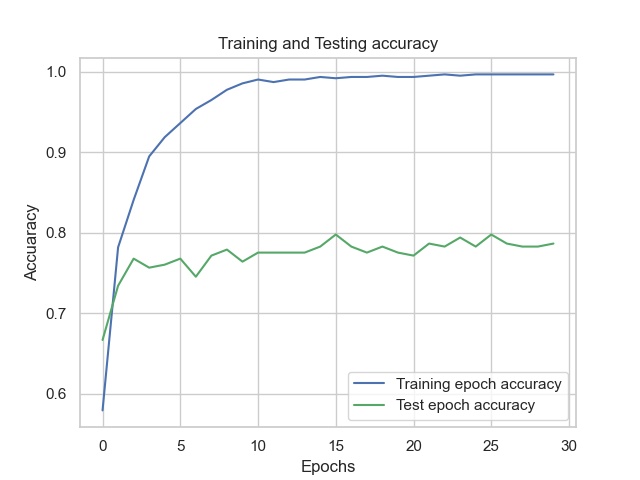 Training and Testing accuracy
1.0
0.9
0.8
0.7
0.6
Accuaracy
Training epoch accuracy
Test epoch accuracy
0 5 10 15 20 25 30
Epochs